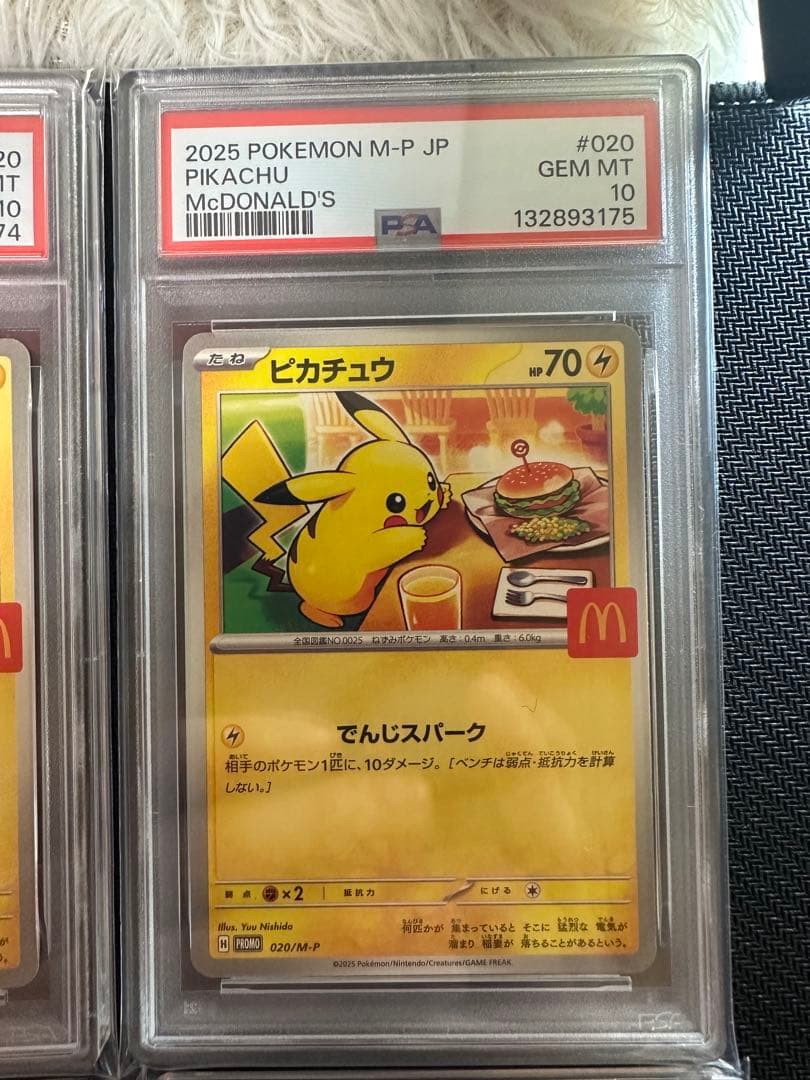 20
MT
10
74
2025 POKEMON M-P JP
PIKACHU
McDONALD'S
#020
GEM MT
10
132893175
PSA
たね
ピカチュウ
HP 70
全国図鑑NO.0025 ねずみポケモン 高さ:0.4m 重さ:6.0kg
でんじスパーク
相手のポケモン1匹に、10ダメージ。[ベンチは弱点・抵抗力を計算
しない。]
弱点 ×2 抵抗力 にげる
Illus. Yuu Nishida
H PROMO 020/M-P
何匹かが 集まっていると そこに 猛烈な 電気が
溜まり 稲妻が 落ちることがあるという。
©2025 Pokémon/Nintendo/Creatures/GAME FREAK.